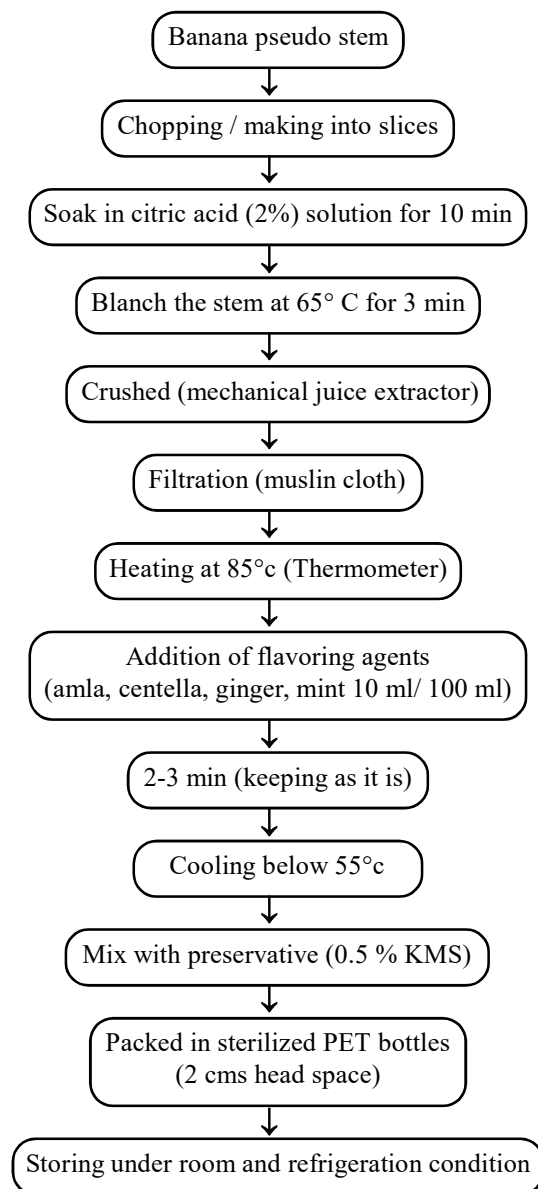 Banana pseudo stem
Chopping / making into slices
Soak in citric acid (2%) solution for 10 min
Blanch the stem at 65° C for 3 min
Crushed (mechanical juice extractor)
Filtration (muslin cloth)
Heating at 85°c (Thermometer)
Addition of flavoring agents
(amla, centella, ginger, mint 10 ml/ 100 ml)
2-3 min (keeping as it is)
Cooling below 55°c
Mix with preservative (0.5 % KMS)
Packed in sterilized PET bottles
(2 cms head space)
Storing under room and refrigeration condition